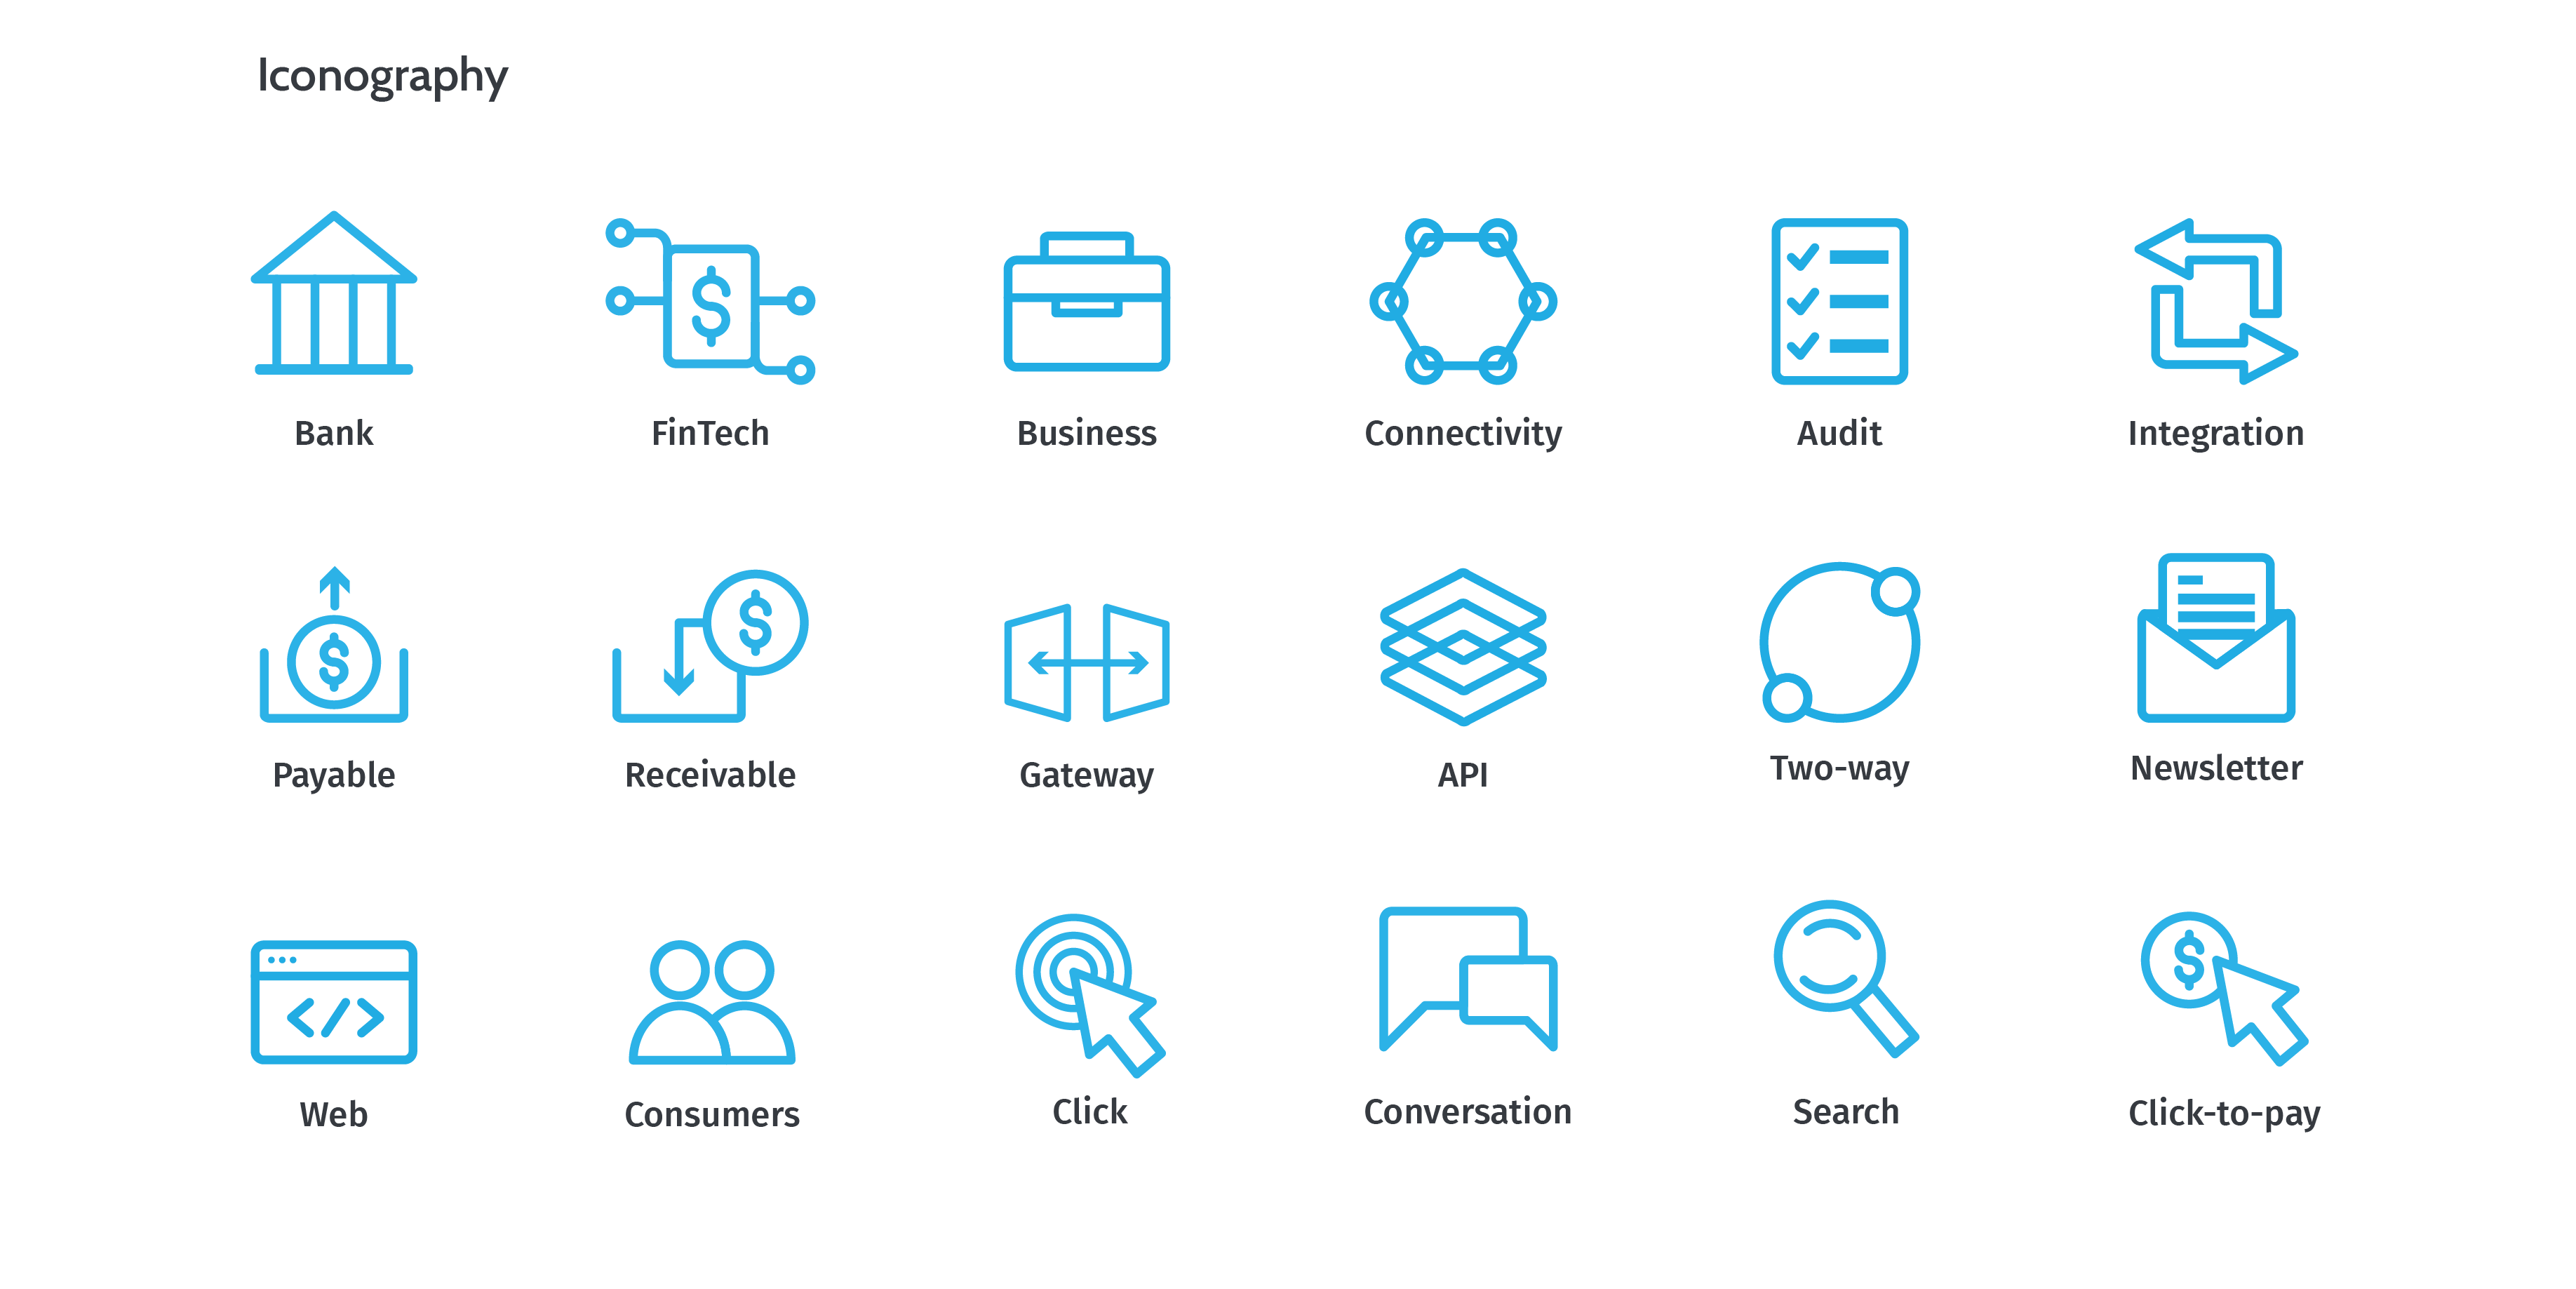 Iconography
Bank
FinTech
Business
Connectivity
Audit
Integration
$
Payable
Receivable
Gateway
API
Two-way
Newsletter
$
$
</>
Web
Consumers
Click
Conversation
Search
Click-to-pay
$